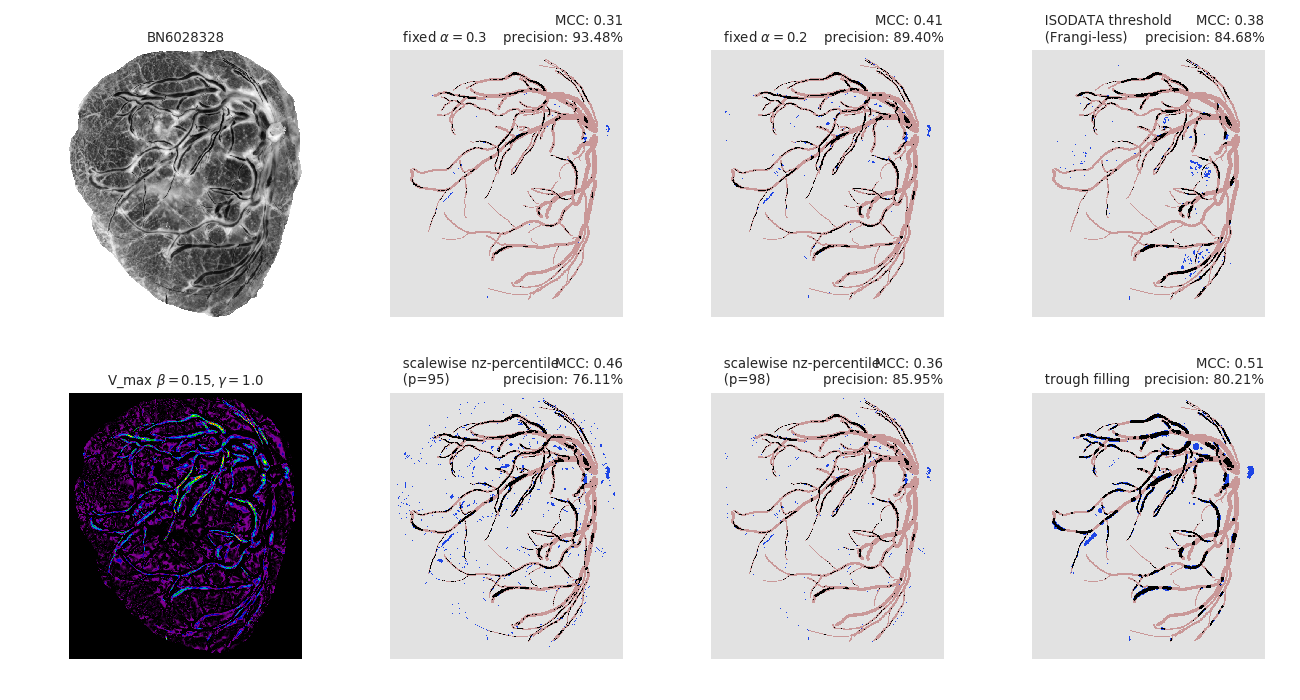 BN6028328
MCC: 0.31
fixed α = 0.3 precision: 93.48%
MCC: 0.41
fixed α = 0.2 precision: 89.40%
ISODATA threshold MCC: 0.38
(Frangi-less) precision: 84.68%
V_max β = 0.15, γ = 1.0
scalewise nz-percentile MCC: 0.46
(p=95) precision: 76.11%
scalewise nz-percentile MCC: 0.36
(p=98) precision: 85.95%
MCC: 0.51
trough filling precision: 80.21%